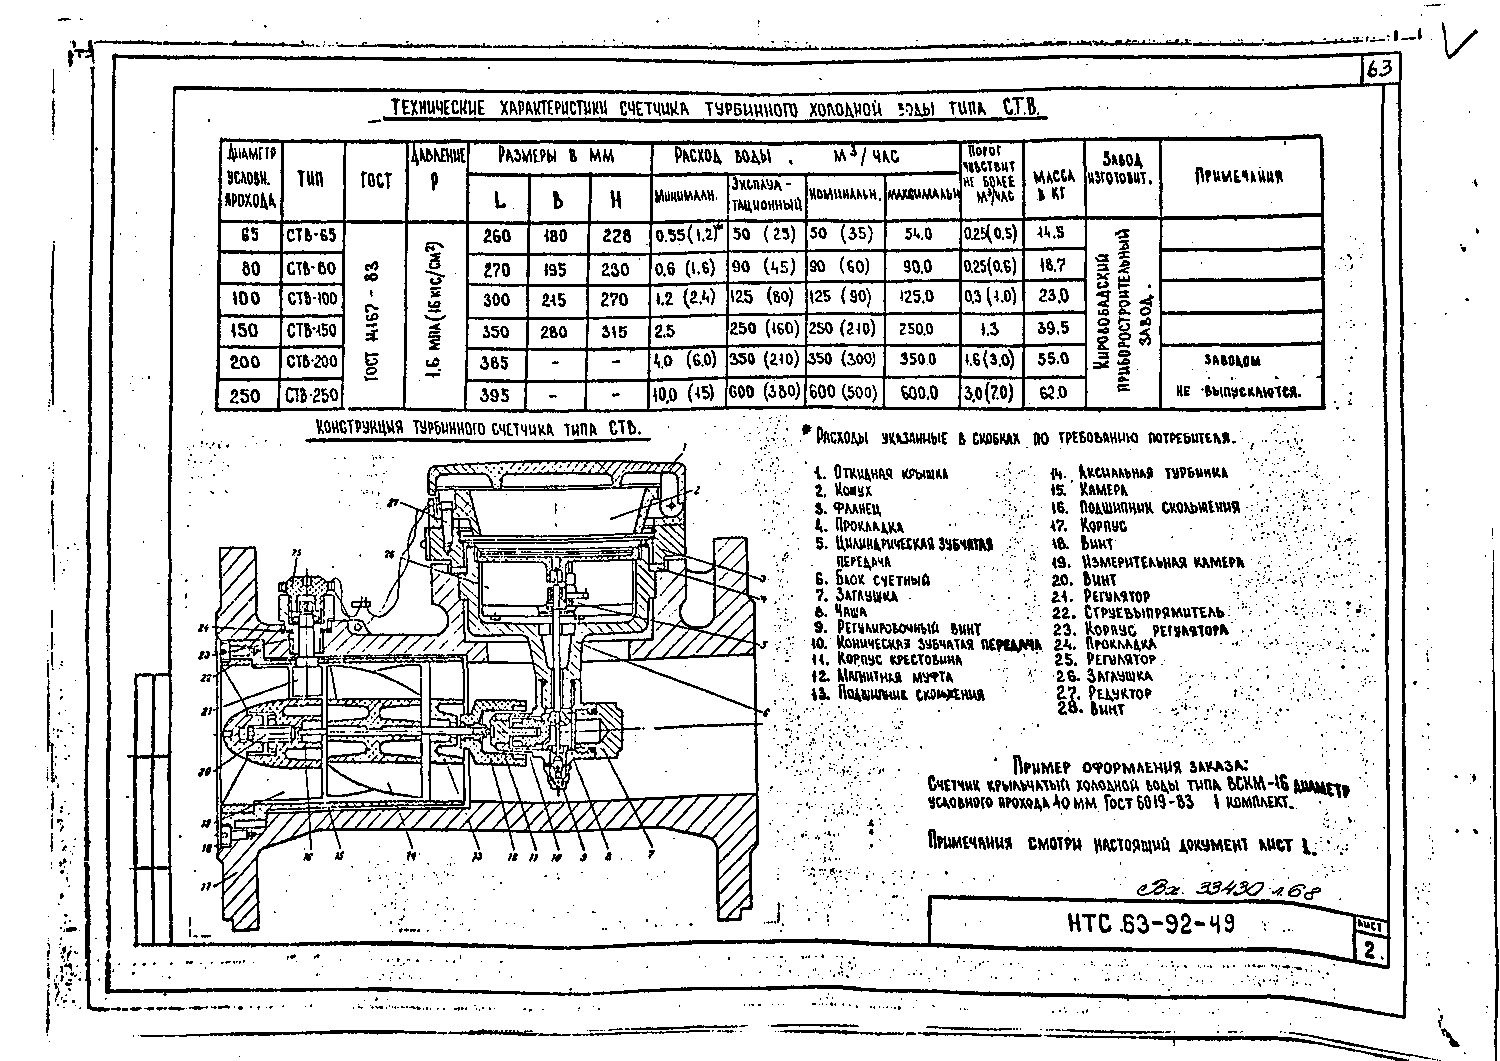 63
ТЕХНИЧЕСКИЕ ХАРАКТЕРИСТИКИ СЧЕТЧИКА ТУРБИННОГО ХОЛОДНОЙ ВОДЫ ТИПА С.Т.В.
ДИАМЕТР УСЛОВН. ПРОХОДА ТИП ГОСТ ДАВЛЕНИЕ Р РАЗМЕРЫ В ММ РАСХОД ВОДЫ, М³/ЧАС ПОРОГ ЧУВСТВИТ НЕ БОЛЕЕ М³/ЧАС МАССА В КГ ЗАВОД ИЗГОТОВИТ. ПРИМЕЧАНИЯ
L В Н МИНИМАЛН. ЭКСПЛУА-ТАЦИОННЫЙ НОМИНАЛЬН. МАКСИМАЛЬН
65 СТВ-65 260 180 228 0.55(1.2)* 50 (25) 50 (35) 54.0 0.25(0.5) 14.5
80 СТВ-80 270 195 230 0.6 (1.6) 90 (45) 90 (60) 90.0 0.25(0.6) 18.7
100 СТВ-100 300 215 270 1.2 (2.4) 125 (80) 125 (90) 125.0 0.3 (1.0) 23.0
150 СТВ-150 350 280 315 2.5 250 (160) 250 (210) 250.0 1.3 39.5
200 СТВ-200 385 - - 4.0 (6.0) 350 (210) 350 (300) 350.0 1.6(3.0) 55.0 ЗАВОДОМ
250 СТВ-250 395 - - 10.0 (15) 600 (380) 600 (500) 600.0 3.0(7.0) 62.0 НЕ ВЫПУСКАЮТСЯ.
ГОСТ 14167-83
1.6 МПА(16 КГС/СМ²)
КИРОВОБАДСКИЙ ПРИБОРОСТРОИТЕЛЬНЫЙ ЗАВОД.
КОНСТРУКЦИЯ ТУРБИННОГО СЧЕТЧИКА ТИПА СТВ.
* РАСХОДЫ УКАЗАННЫЕ В СКОБКАХ ПО ТРЕБОВАНИЮ ПОТРЕБИТЕЛЯ.
1. ОТКИДНАЯ КРЫШКА
2. КОЖУХ
3. ФЛАНЕЦ
4. ПРОКЛАДКА
5. ЦИЛИНДРИЧЕСКАЯ ЗУБЧАТАЯ
ПЕРЕДАЧА
6. БЛОК СЧЕТНЫЙ
7. ЗАГЛУШКА
8. ЧАША
9. РЕГУЛИРОВОЧНЫЙ ВИНТ
10. КОНИЧЕСКАЯ ЗУБЧАТАЯ ПЕРЕДАЧА
11. КОРПУС КРЕСТОВИНА
12. МАГНИТНАЯ МУФТА
13. ПОДШИПНИК СКОЛЬЖЕНИЯ
14. АКСИАЛЬНАЯ ТУРБИНКА
15. КАМЕРА
16. ПОДШИПНИК СКОЛЬЖЕНИЯ
17. КОРПУС
18. ВИНТ
19. ИЗМЕРИТЕЛЬНАЯ КАМЕРА
20. ВИНТ
21. РЕГУЛЯТОР
22. СТРУЕВЫПРЯМИТЕЛЬ
23. КОРПУС РЕГУЛЯТОРА
24. ПРОКЛАДКА
25. РЕГУЛЯТОР
26. ЗАГЛУШКА
27. РЕДУКТОР
28. ВИНТ
1
2
27
26
25
3
4
24
5
23
22
21
6
20
19
18
17
16 15 14 13 12 11 10 9 8 7
ПРИМЕР ОФОРМЛЕНИЯ ЗАКАЗА:
СЧЕТЧИК КРЫЛЬЧАТЫЙ ХОЛОДНОЙ ВОДЫ ТИПА ВСКМ-16 ДИАМЕТР
УСЛОВНОГО ПРОХОДА 40 ММ ГОСТ 6019-83 1 КОМПЛЕКТ.
ПРИМЕЧАНИЯ СМОТРИ НАСТОЯЩИЙ ДОКУМЕНТ ЛИСТ 1.
Вх. 33430 л.68
НТС 63-92-49
ЛИСТ
2